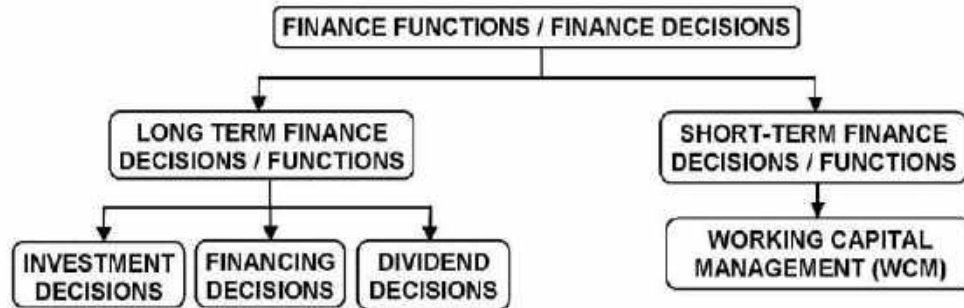 FINANCE FUNCTIONS / FINANCE DECISIONS
LONG TERM FINANCE
DECISIONS / FUNCTIONS
SHORT-TERM FINANCE
DECISIONS / FUNCTIONS
INVESTMENT
DECISIONS
FINANCING
DECISIONS
DIVIDEND
DECISIONS
WORKING CAPITAL
MANAGEMENT (WCM)